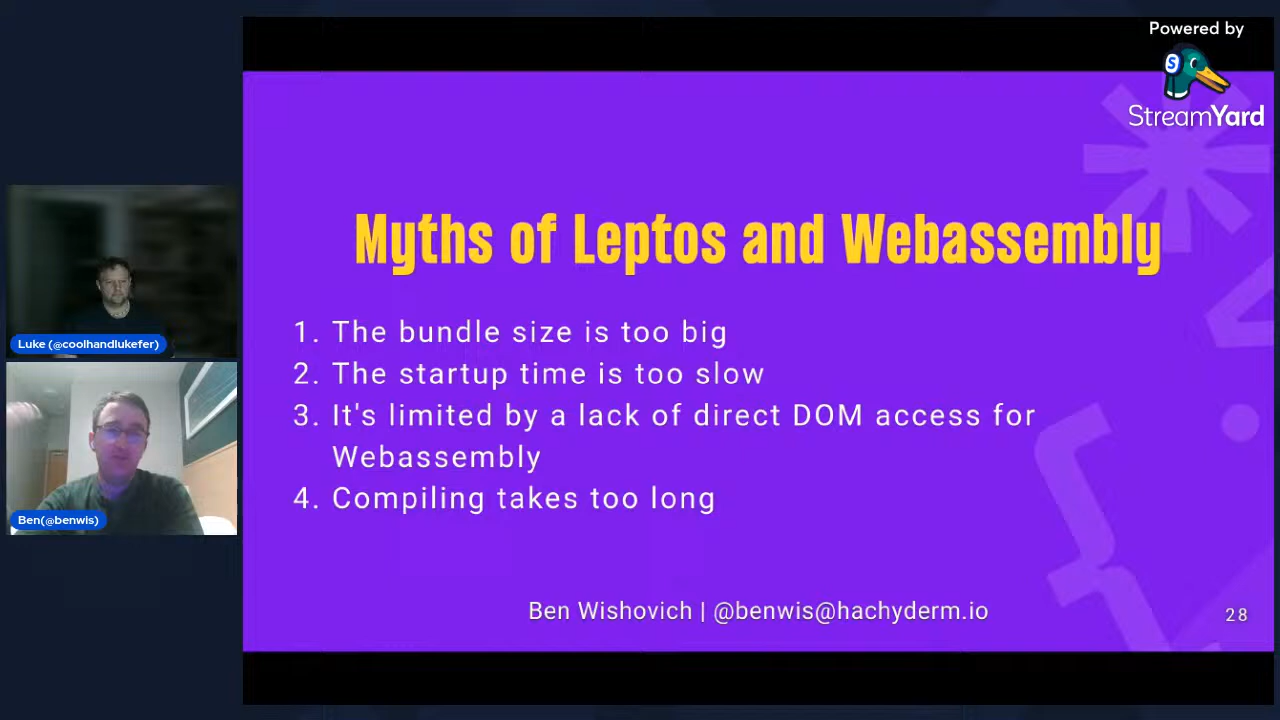 Powered by
StreamYard
Myths of Leptos and Webassembly
1. The bundle size is too big
2. The startup time is too slow
3. It's limited by a lack of direct DOM access for
Webassembly
4. Compiling takes too long
Ben Wishovich | @benwis@hachyderm.io
28
Luke (@coolhandlukefer)
Ben(@benwis)